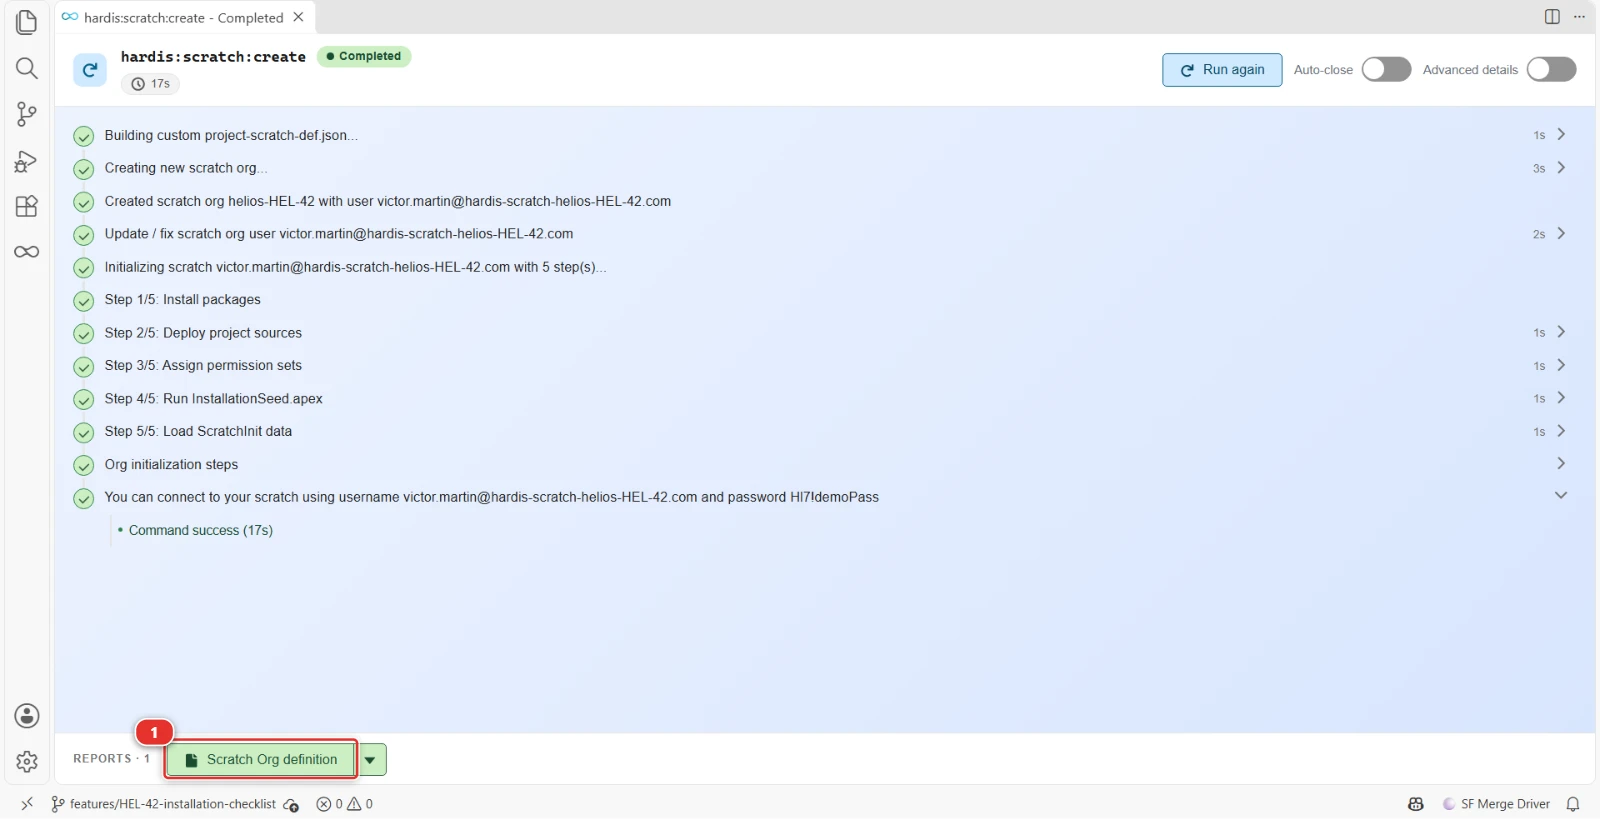 hardis:scratch:create - Completed
hardis:scratch:create
Completed
17s
Run again
Auto-close
Advanced details
Building custom project-scratch-def.json...
1s
Creating new scratch org...
3s
Created scratch org helios-HEL-42 with user victor.martin@hardis-scratch-helios-HEL-42.com
Update / fix scratch org user victor.martin@hardis-scratch-helios-HEL-42.com
2s
Initializing scratch victor.martin@hardis-scratch-helios-HEL-42.com with 5 step(s)...
Step 1/5: Install packages
Step 2/5: Deploy project sources
1s
Step 3/5: Assign permission sets
1s
Step 4/5: Run InstallationSeed.apex
1s
Step 5/5: Load ScratchInit data
1s
Org initialization steps
You can connect to your scratch using username victor.martin@hardis-scratch-helios-HEL-42.com and password Hl7!demoPass
• Command success (17s)
1
REPORTS · 1
Scratch Org definition
features/HEL-42-installation-checklist
0
0
SF Merge Driver